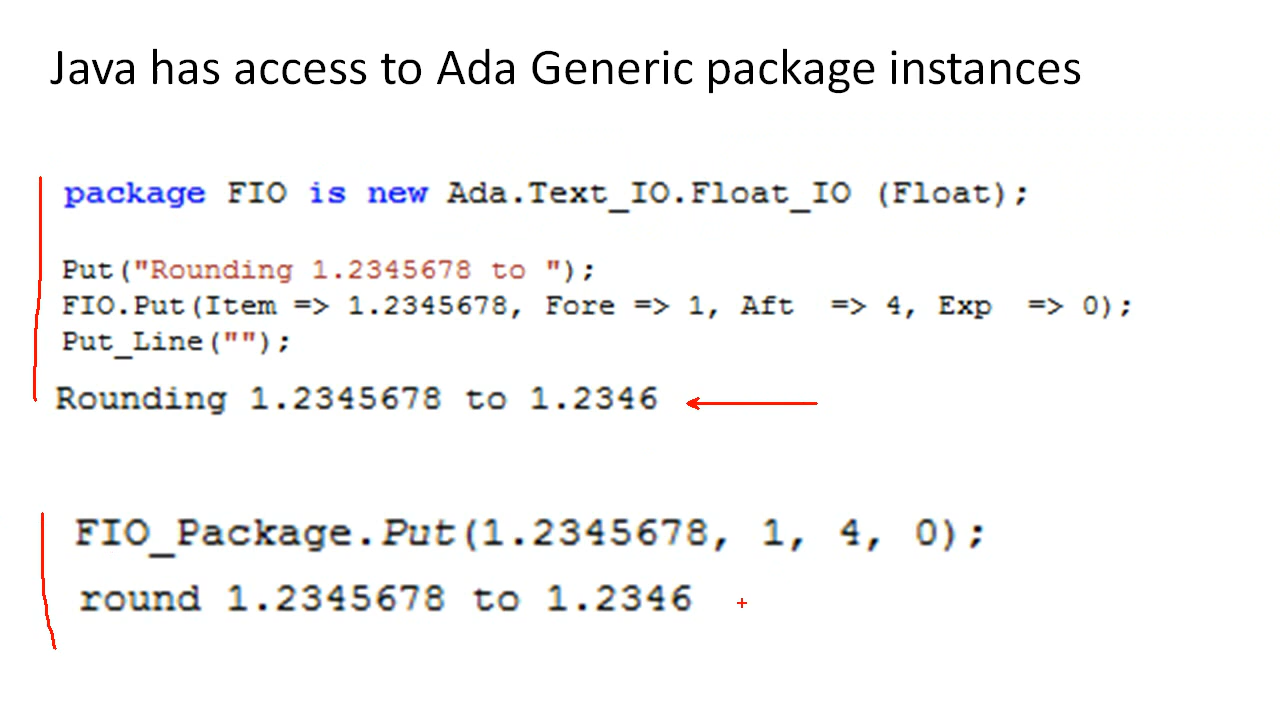 Java has access to Ada Generic package instances
package FIO is new Ada.Text_IO.Float_IO (Float);
Put("Rounding 1.2345678 to ");
FIO.Put(Item => 1.2345678, Fore => 1, Aft  => 4, Exp  => 0);
Put_Line("");
Rounding 1.2345678 to 1.2346
FIO_Package.Put(1.2345678, 1, 4, 0);
round 1.2345678 to 1.2346